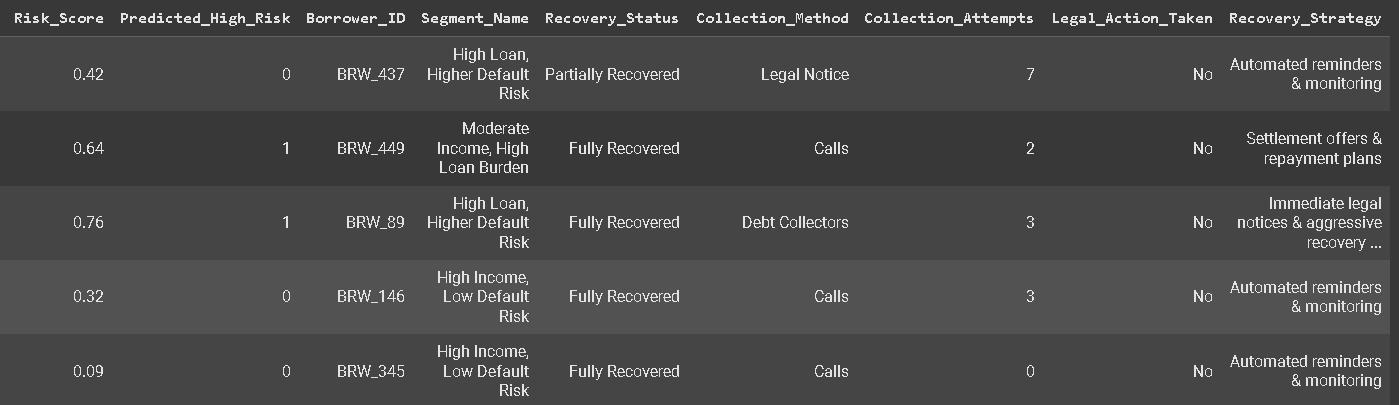 Risk_Score Predicted_High_Risk Borrower_ID Segment_Name Recovery_Status Collection_Method Collection_Attempts Legal_Action_Taken Recovery_Strategy
0.42 0 BRW_437 High Loan, Higher Default Risk Partially Recovered Legal Notice 7 No Automated reminders & monitoring
0.64 1 BRW_449 Moderate Income, High Loan Burden Fully Recovered Calls 2 No Settlement offers & repayment plans
0.76 1 BRW_89 High Loan, Higher Default Risk Fully Recovered Debt Collectors 3 No Immediate legal notices & aggressive recovery ...
0.32 0 BRW_146 High Income, Low Default Risk Fully Recovered Calls 3 No Automated reminders & monitoring
0.09 0 BRW_345 High Income, Low Default Risk Fully Recovered Calls 0 No Automated reminders & monitoring